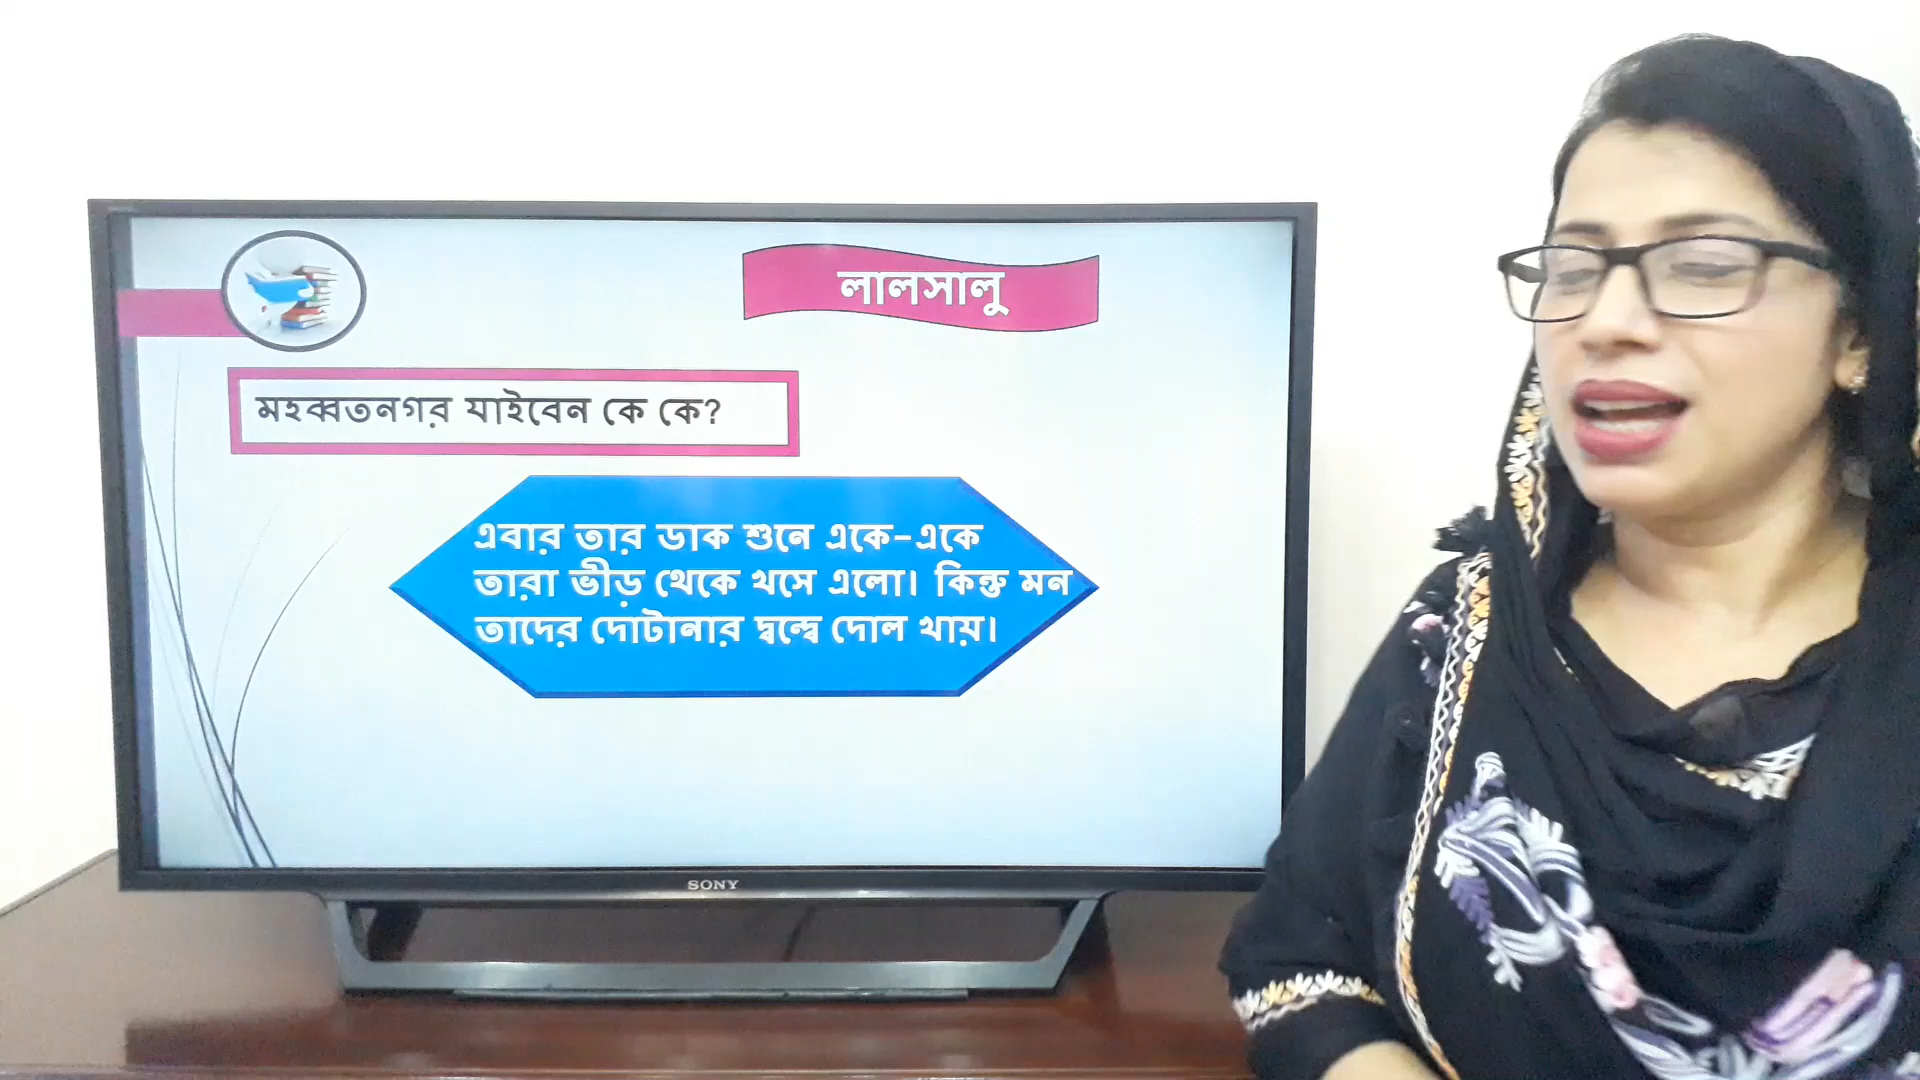 লালসালু
মহব্বতনগর যাইবেন কে কে?
এবার তার ডাক শুনে একে-একে
তারা ভীড় থেকে খসে এলো। কিন্তু মন
তাদের দোটানার দ্বন্দ্বে দোল খায়।
SONY